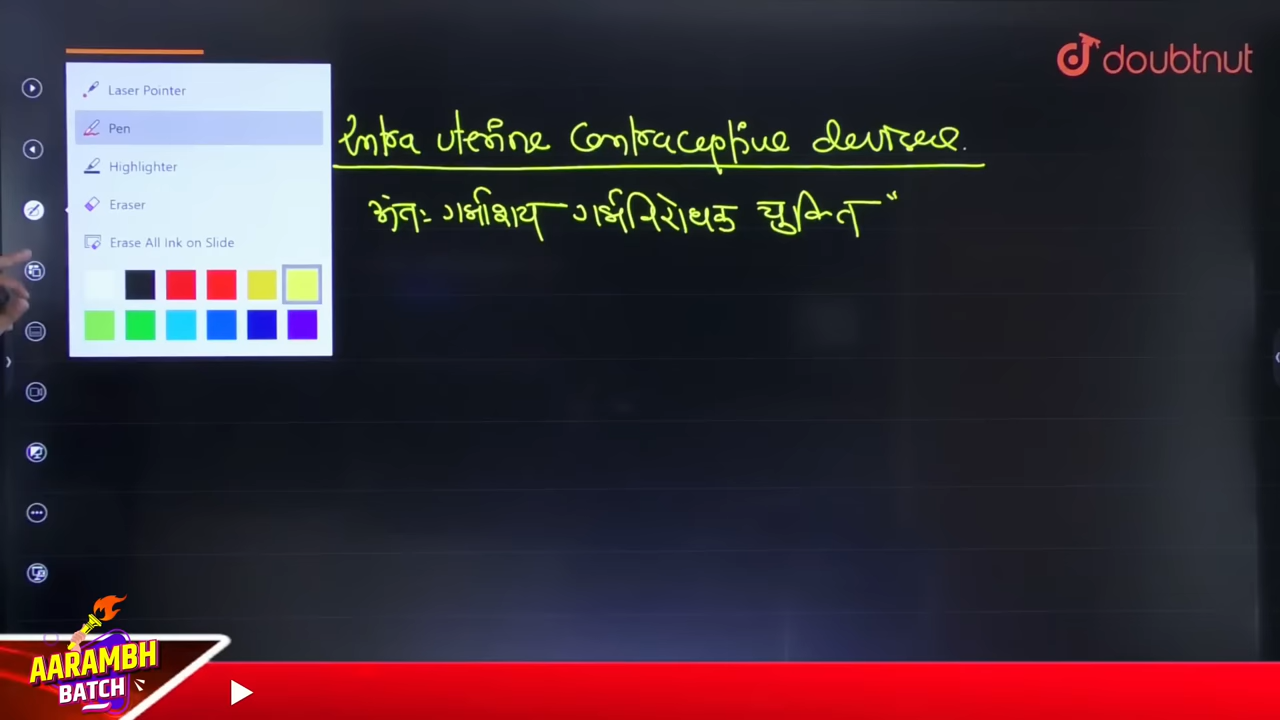 doubtnut
Laser Pointer
Pen
Highlighter
Eraser
Erase All Ink on Slide
Intra uterine contraceptive devices.
अंतः गर्भाशय गर्भनिरोधक युक्ति"
AARAMBH
BATCH